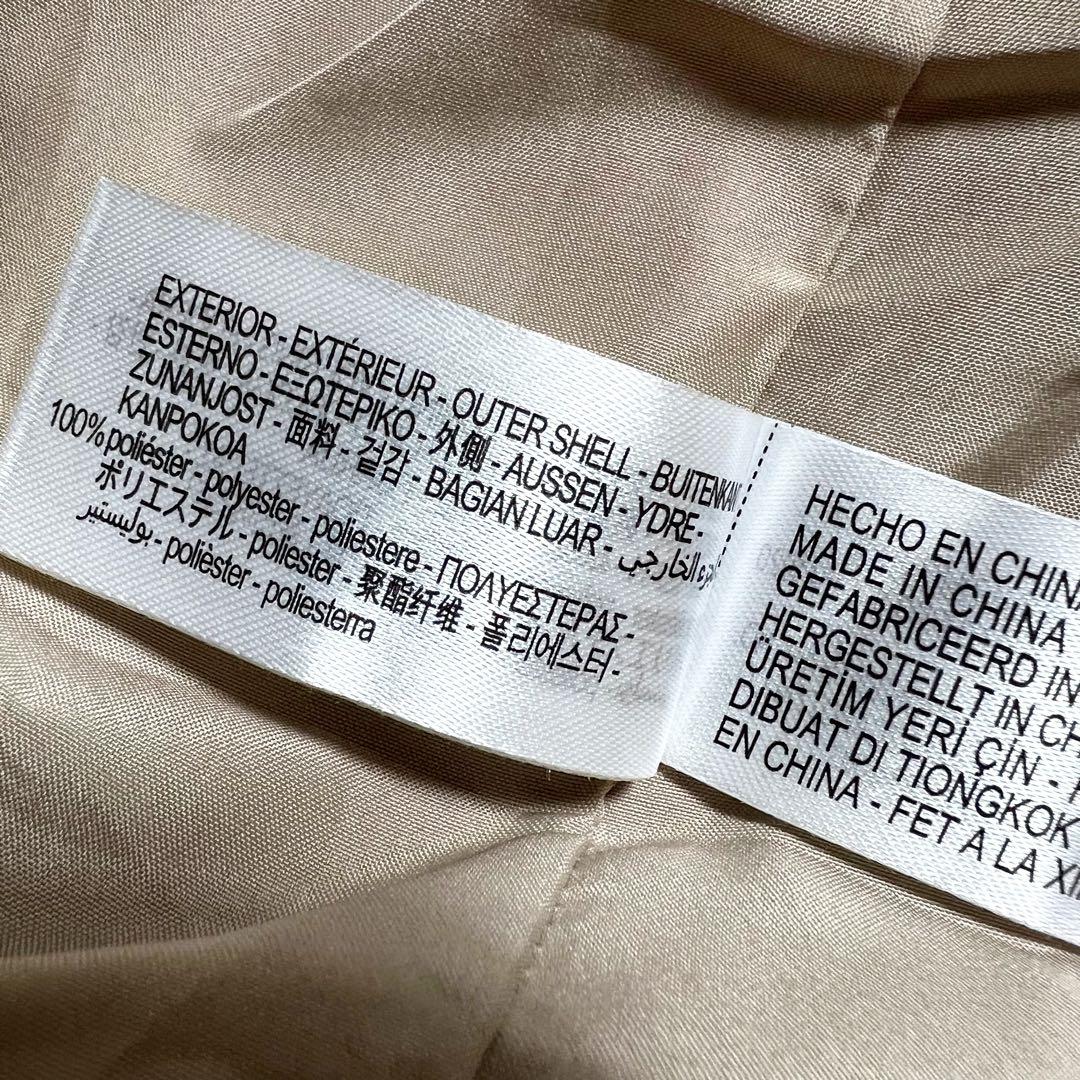 EXTERIOR - EXTÉRIEUR - OUTER SHELL - BUITENKAN
ESTERNO - ΕΞΩΤΕΡΙΚΟ - 外側 - AUSSEN - YDRE -
ZUNANJOST - 面料 - 겉감 - BAGIAN LUAR - الخارجي
KANPOKOA
100% poliéster - polyester - poliestere - ΠΟΛΥΕΣΤΕΡΑΣ -
ポリエステル - poliester - 聚酯纤维 - 폴리에스터 -
بوليستير - polièster - poliesterra
HECHO EN CHINA
MADE IN CHINA
GEFABRICEERD IN
HERGESTELLT IN CH
ÜRETİM YERİ ÇİN -
DIBUAT DI TIONGKOK
EN CHINA - FET A LA XI